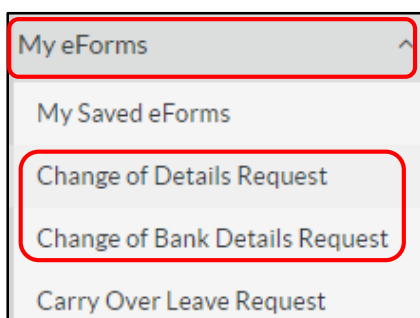 My eForms
My Saved eForms
Change of Details Request
Change of Bank Details Request
Carry Over Leave Request